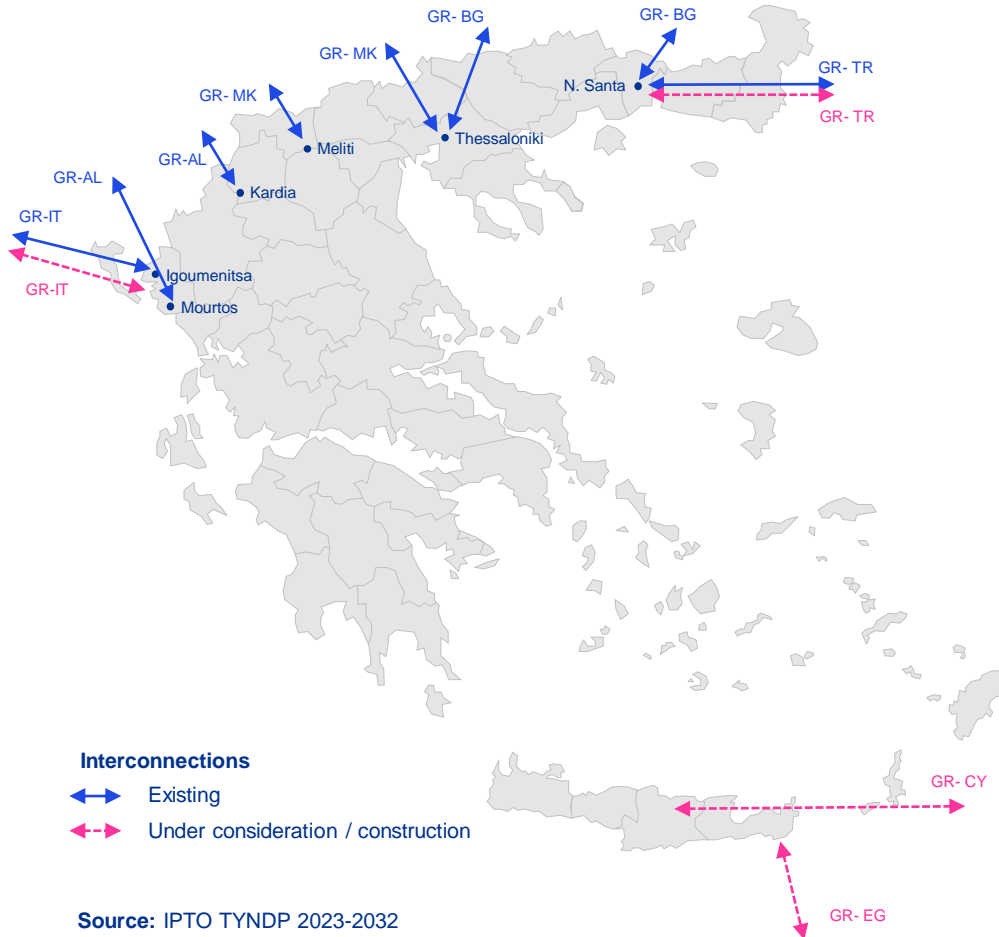 GR- BG
GR- BG
GR- MK
GR- TR
N. Santa
GR- MK
GR- TR
Thessaloniki
Meliti
GR-AL
GR-AL
Kardia
GR-IT
Igoumenitsa
GR-IT
Mourtos
Interconnections
Existing
GR- CY
Under consideration / construction
GR- EG
Source: IPTO TYNDP 2023-2032